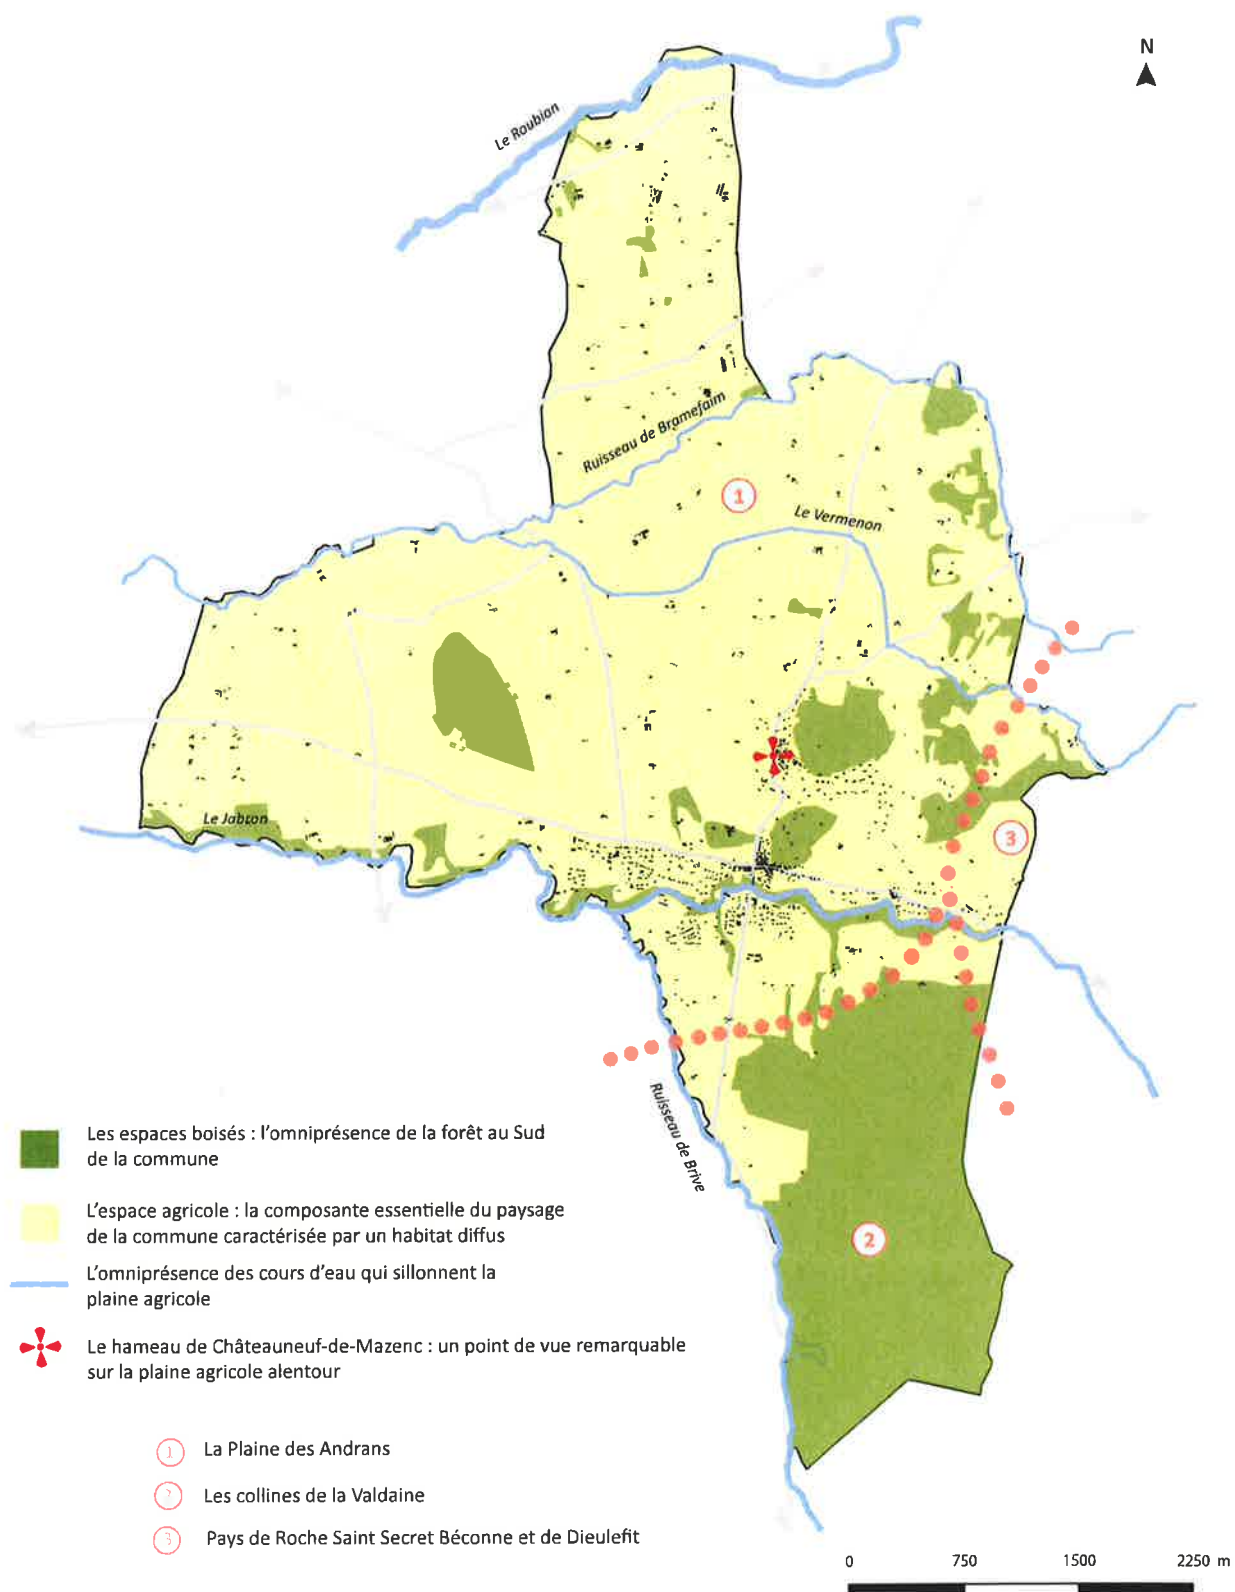 N
Le Roubion
Ruisseau de Bramefaim
1
Le Vermenon
Le Jabron
3
Ruisseau de Brive
2
Les espaces boisés : l'omniprésence de la forêt au Sud
de la commune
L'espace agricole : la composante essentielle du paysage
de la commune caractérisée par un habitat diffus
L'omniprésence des cours d'eau qui sillonnent la
plaine agricole
Le hameau de Châteauneuf-de-Mazenc : un point de vue remarquable
sur la plaine agricole alentour
1 La Plaine des Andrans
2 Les collines de la Valdaine
3 Pays de Roche Saint Secret Béconne et de Dieulefit
0 750 1500 2250 m